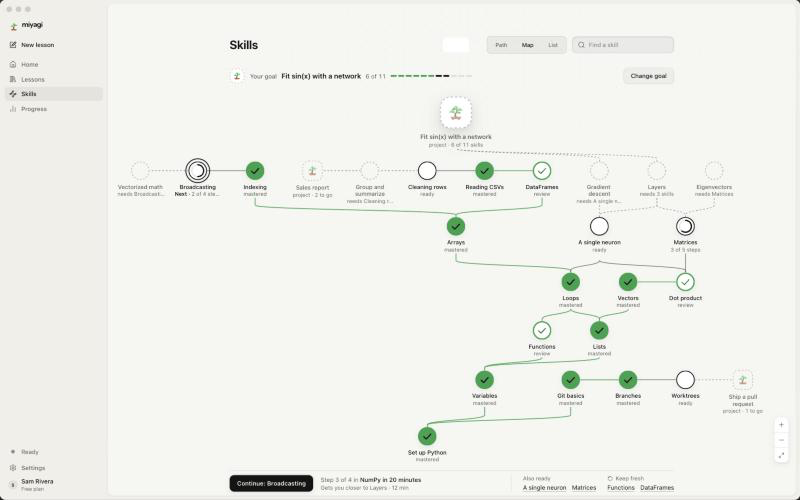 miyagi
New lesson
Home
Lessons
Skills
Progress
Ready
Settings
S Sam Rivera
Free plan
Skills
Path Map List
Find a skill
Your goal Fit sin(x) with a network 6 of 11
Change goal
Fit sin(x) with a network
project · 6 of 11 skills
Vectorized math
needs Broadcast...
Broadcasting
Next · 2 of 4 ste...
Indexing
mastered
Sales report
project · 2 to go
Group and
summarize
needs Cleaning r...
Cleaning rows
ready
Reading CSVs
mastered
DataFrames
review
Gradient
descent
needs A single n...
Layers
needs 3 skills
Eigenvectors
needs Matrices
Arrays
mastered
A single neuron
ready
Matrices
3 of 5 steps
Loops
mastered
Vectors
mastered
Dot product
review
Functions
review
Lists
mastered
Variables
mastered
Git basics
mastered
Branches
mastered
Worktrees
ready
Ship a pull
request
project · 1 to go
Set up Python
mastered
Continue: Broadcasting
Step 3 of 4 in NumPy in 20 minutes
Gets you closer to Layers · 12 min
Also ready
A single neuron Matrices
Keep fresh
Functions DataFrames